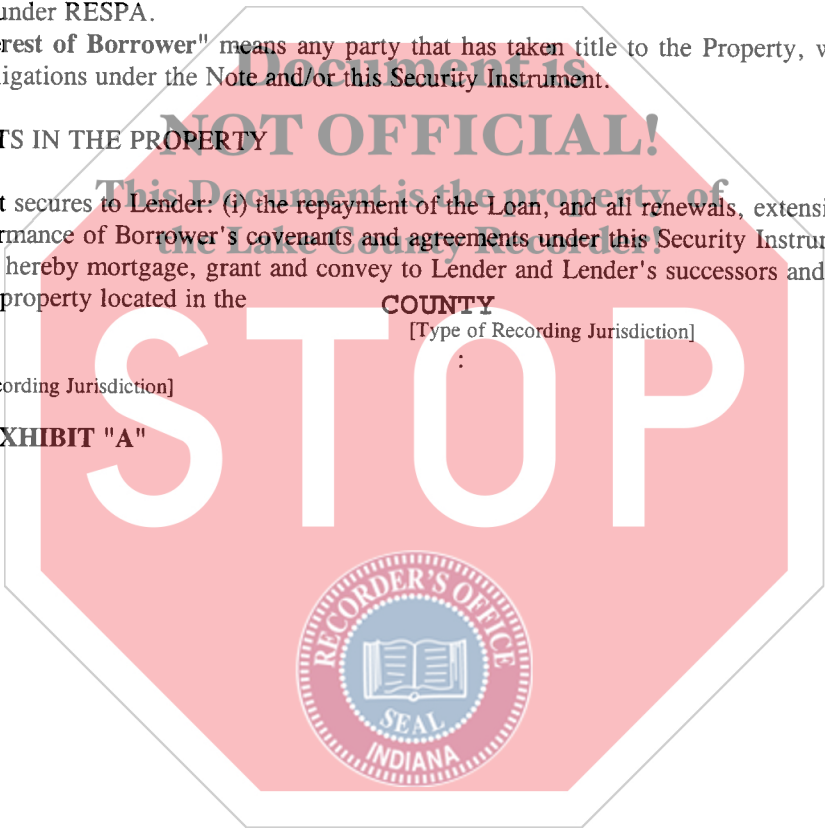 under RESPA.
rest of Borrower" means any party that has taken title to the Property, w
ligations under the Note and/or this Security Instrument.
Document is
NOT OFFICIAL!
TS IN THE PROPERTY
This Document is the property of
the Lake County Recorder!
t secures to Lender: (i) the repayment of the Loan, and all renewals, extensi
rmance of Borrower's covenants and agreements under this Security Instru
hereby mortgage, grant and convey to Lender and Lender's successors and
property located in the COUNTY
[Type of Recording Jurisdiction]
:
cording Jurisdiction]
XHIBIT "A"
STOP
RECORDER'S OFFICE
SEAL
INDIANA